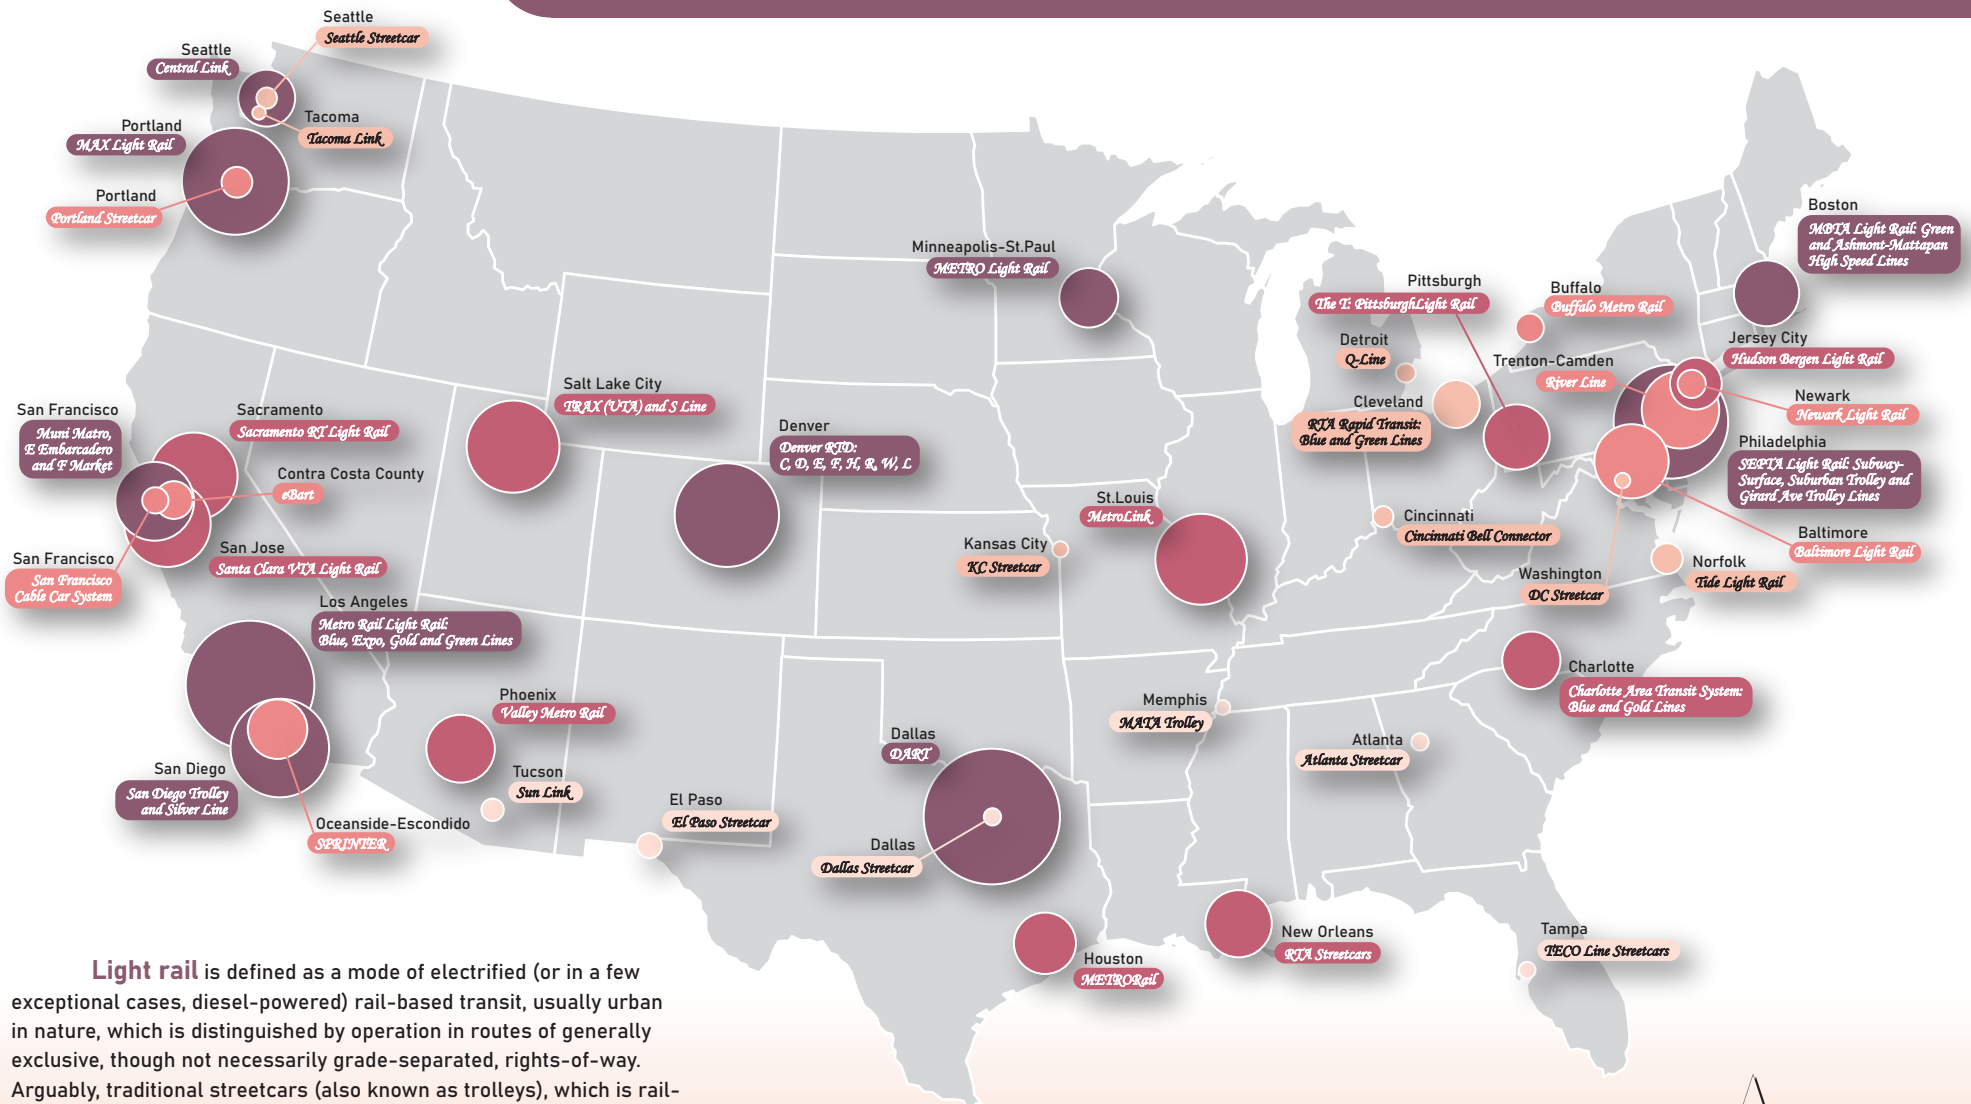 Seattle
Seattle Streetcar
Seattle
Central Link
Tacoma
Tacoma Link
Portland
MAX Light Rail
Portland
Portland Streetcar
Minneapolis-St.Paul
METRO Light Rail
Boston
MBTA Light Rail: Green
and Ashmont-Mattapan
High Speed Lines
Pittsburgh
The T: PittsburghLight Rail
Buffalo
Buffalo Metro Rail
Detroit
Q-Line
Jersey City
Hudson Bergen Light Rail
Trenton-Camden
River Line
Newark
Newark Light Rail
Cleveland
RTA Rapid Transit:
Blue and Green Lines
Philadelphia
SEPTA Light Rail: Subway-
Surface, Suburban Trolley and
Girard Ave Trolley Lines
Salt Lake City
TRAX (UTA) and S Line
Denver
Denver RTD:
C, D, E, F, H, R, W, L
San Francisco
Muni Matro,
E Embarcadero
and F Market
Sacramento
Sacramento RT Light Rail
Contra Costa County
eBart
San Jose
Santa Clara VTA Light Rail
San Francisco
San Francisco
Cable Car System
St.Louis
MetroLink
Kansas City
KC Streetcar
Cincinnati
Cincinnati Bell Connector
Baltimore
Baltimore Light Rail
Washington
DC Streetcar
Norfolk
Tide Light Rail
Los Angeles
Metro Rail Light Rail:
Blue, Expo, Gold and Green Lines
Charlotte
Charlotte Area Transit System:
Blue and Gold Lines
Phoenix
Valley Metro Rail
Memphis
MATA Trolley
Atlanta
Atlanta Streetcar
Dallas
DART
San Diego
San Diego Trolley
and Silver Line
Tucson
Sun Link
El Paso
El Paso Streetcar
Oceanside-Escondido
SPRINTER
Dallas
Dallas Streetcar
New Orleans
RTA Streetcars
Houston
METRORail
Tampa
TECO Line Streetcars
Light rail is defined as a mode of electrified (or in a few
exceptional cases, diesel-powered) rail-based transit, usually urban
in nature, which is distinguished by operation in routes of generally
exclusive, though not necessarily grade-separated, rights-of-way.
Arguably, traditional streetcars (also known as trolleys), which is rail-